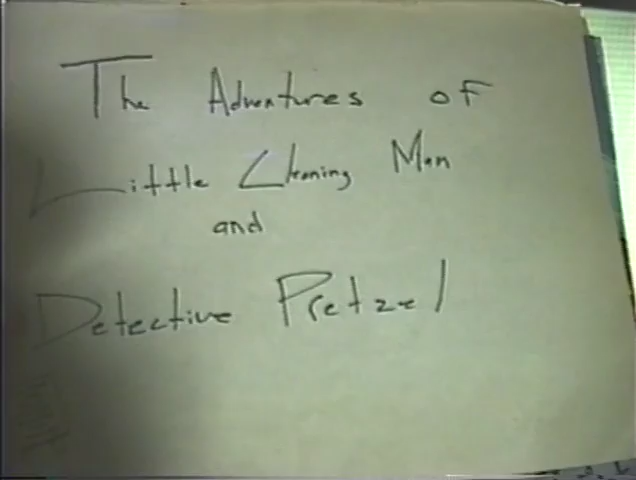 The Adventures of
Little Cleaning Man
and
Detective Pretzel